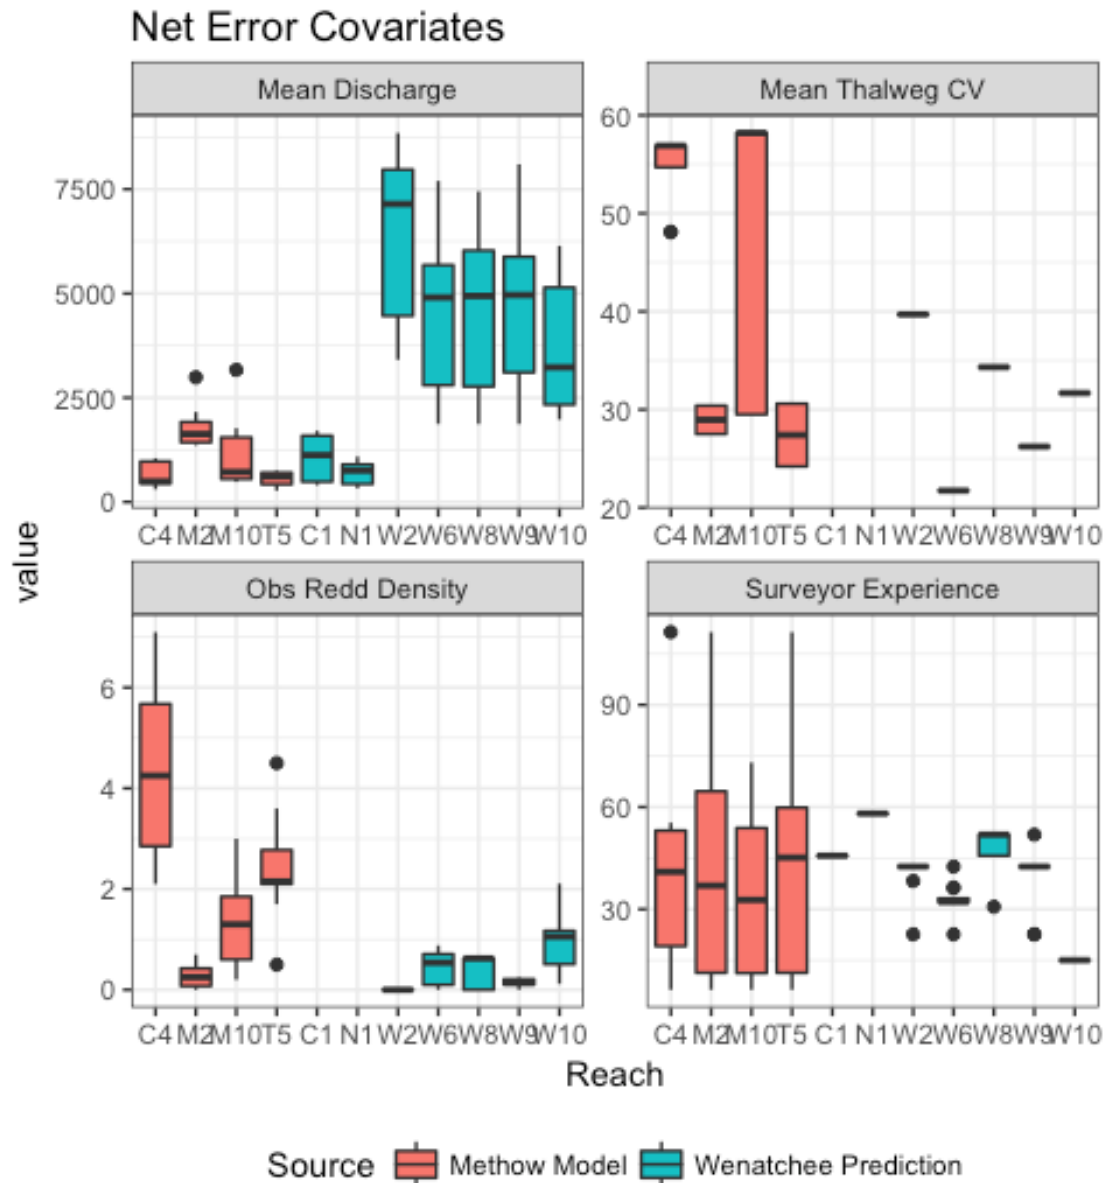 Net Error Covariates
Mean Discharge
Mean Thalweg CV
7500
5000
2500
0
60
50
40
30
20
C4 M2 M10 T5 C1 N1 W2 W6 W8 W9 W10
C4 M2 M10 T5 C1 N1 W2 W6 W8 W9 W10
value
Obs Redd Density
Surveyor Experience
6
4
2
0
90
60
30
C4 M2 M10 T5 C1 N1 W2 W6 W8 W9 W10
C4 M2 M10 T5 C1 N1 W2 W6 W8 W9 W10
Reach
Source Methow Model Wenatchee Prediction